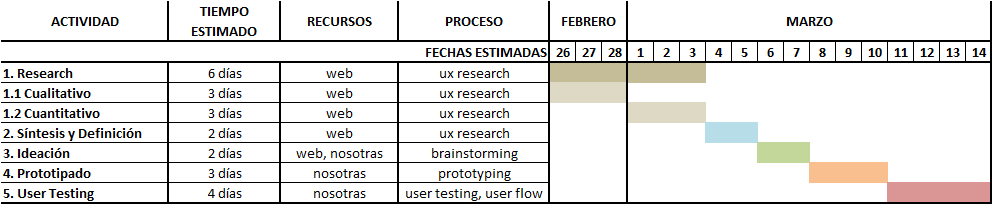 ACTIVIDAD TIEMPO ESTIMADO RECURSOS PROCESO FEBRERO MARZO
FECHAS ESTIMADAS 26 27 28 1 2 3 4 5 6 7 8 9 10 11 12 13 14
1. Research 6 días web ux research
1.1 Cualitativo 3 días web ux research
1.2 Cuantitativo 3 días web ux research
2. Síntesis y Definición 2 días web ux research
3. Ideación 2 días web, nosotras brainstorming
4. Prototipado 3 días nosotras prototyping
5. User Testing 4 días nosotras user testing, user flow